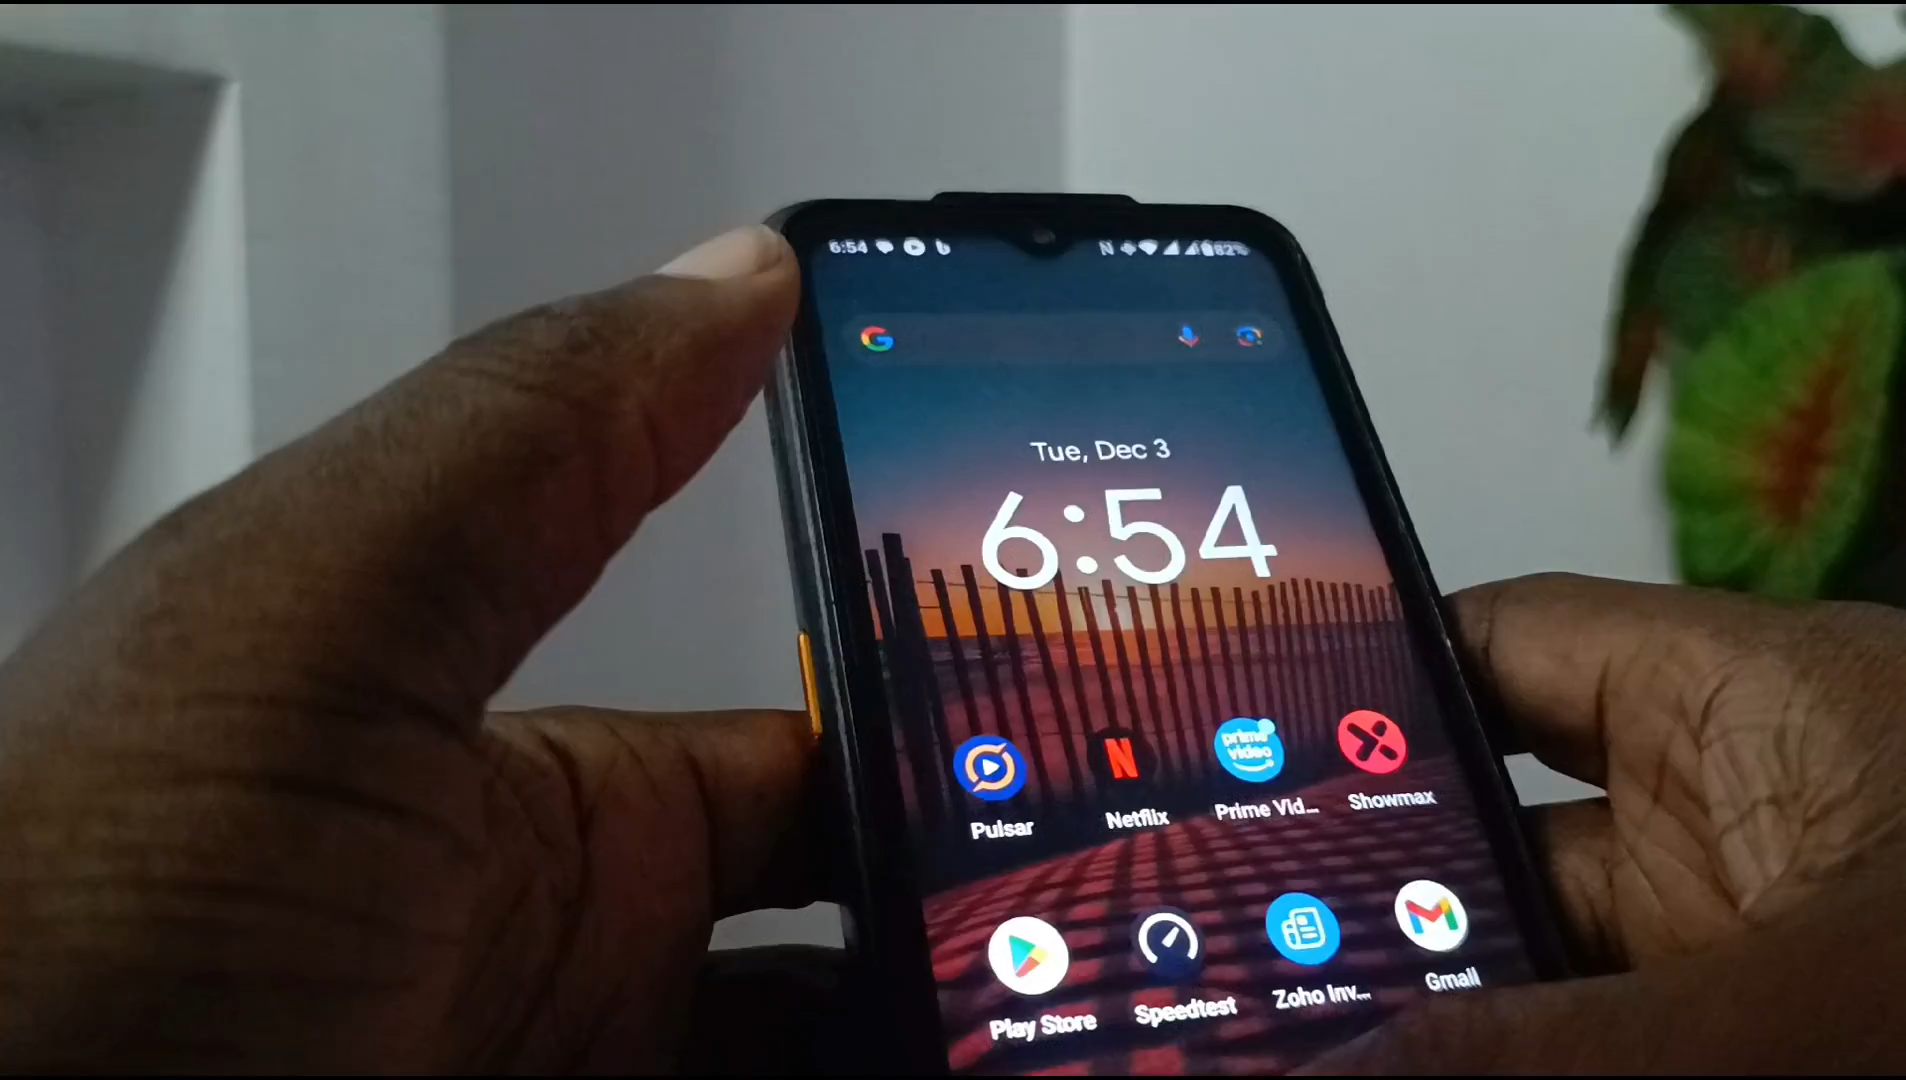 6:54
N 82%
Tue, Dec 3
6:54
N
prime video
Pulsar
Netflix
Prime Vid...
Showmax
Play Store
Speedtest
Zoho Inv...
Gmail